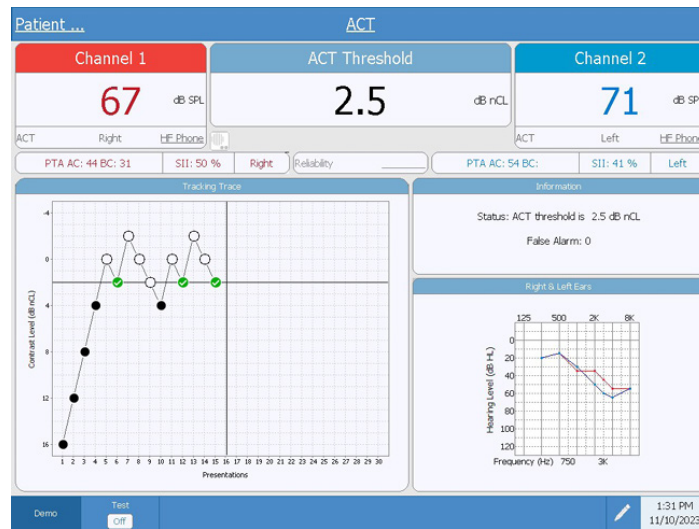 Patient ...
ACT
Channel 1
ACT Threshold
Channel 2
67 dB SPL
2.5 dB nCL
71 dB SP
ACT Right HF Phone
ACT Left HF Phone
PTA AC: 44 BC: 31 SII: 50 % Right
Reliability
PTA AC: 54 BC: SII: 41 % Left
Tracking Trace
Contrast Level (dB nCL)
-4
0
4
8
12
16
1 2 3 4 5 6 7 8 9 10 11 12 13 14 15 16 17 18 19 20 21 22 23 24 25 26 27 28 29 30
Presentations
Information
Status: ACT threshold is 2.5 dB nCL
False Alarm: 0
Right & Left Ears
125 500 2K 8K
Hearing Level (dB HL)
0
20
40
60
80
100
120
Frequency (Hz) 750 3K
Demo
Test
Off
1:31 PM
11/10/2023